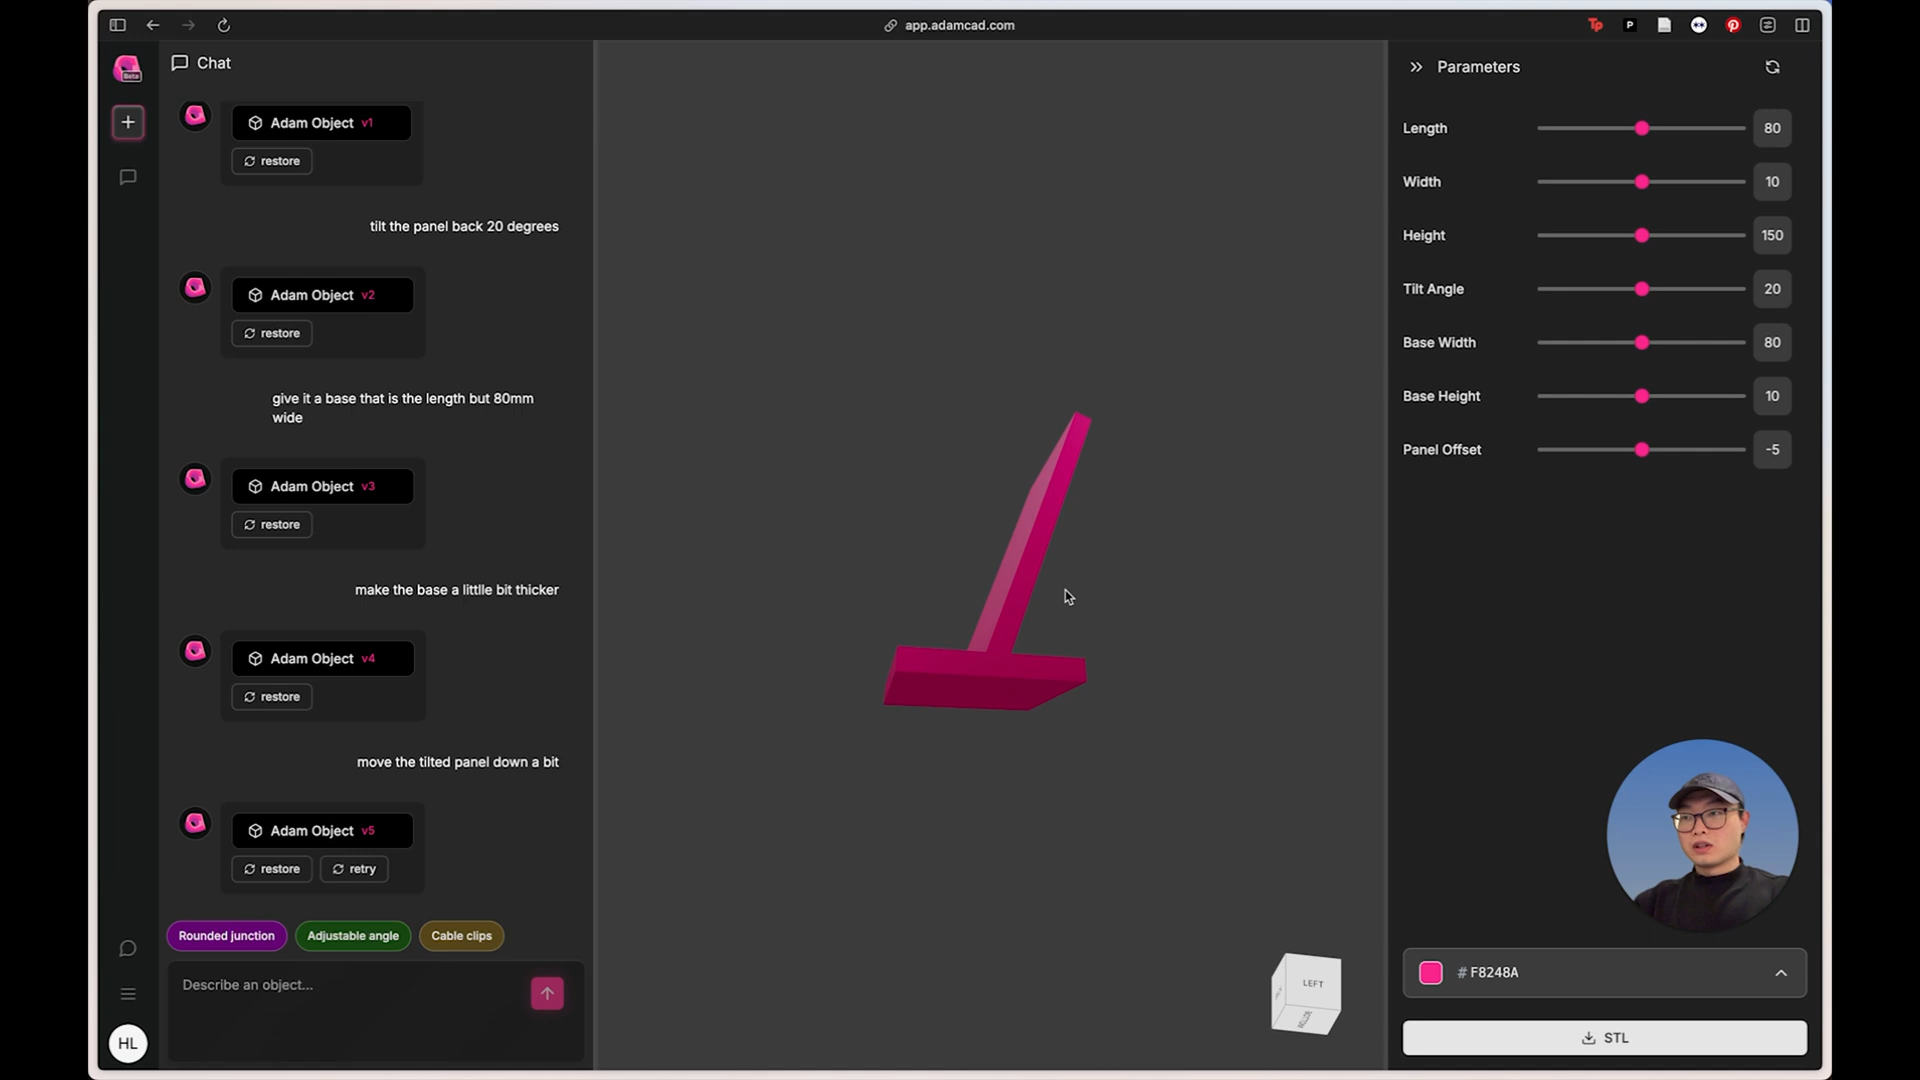 app.adamcad.com
Tp
P
Beta
Chat
Adam Object v1
restore
tilt the panel back 20 degrees
Adam Object v2
restore
give it a base that is the length but 80mm
wide
Adam Object v3
restore
make the base a littlle bit thicker
Adam Object v4
restore
move the tilted panel down a bit
Adam Object v5
restore retry
Rounded junction Adjustable angle Cable clips
Describe an object...
HL
LEFT
Parameters
Length 80
Width 10
Height 150
Tilt Angle 20
Base Width 80
Base Height 10
Panel Offset -5
# F8248A
STL